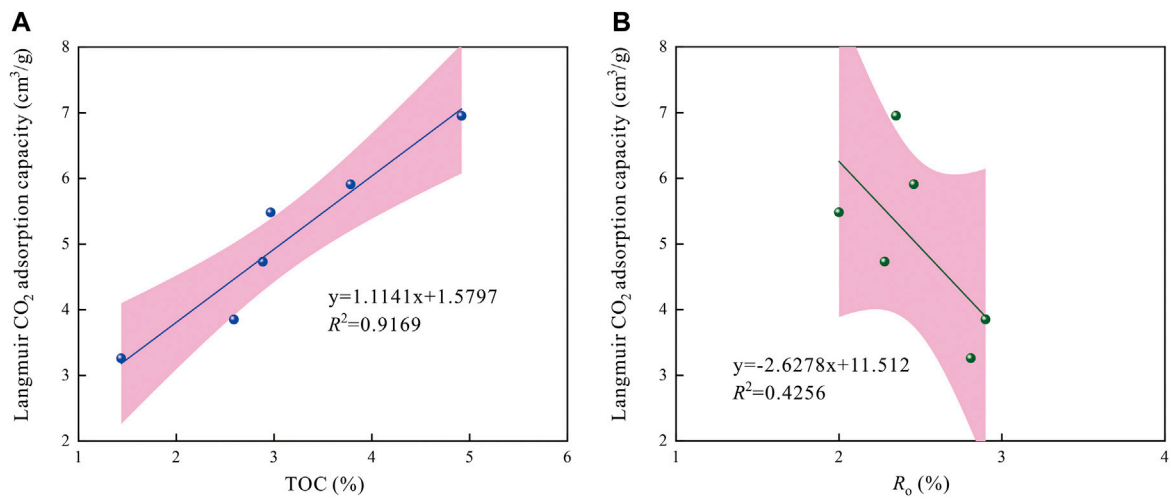 A
Langmuir CO₂ adsorption capacity (cm³/g)
8
7
6
5
4
3
2
y=1.1141x+1.5797
R²=0.9169
1 2 3 4 5 6
TOC (%)
B
Langmuir CO₂ adsorption capacity (cm³/g)
8
7
6
5
4
3
2
y=-2.6278x+11.512
R²=0.4256
1 2 3 4
Rₒ (%)